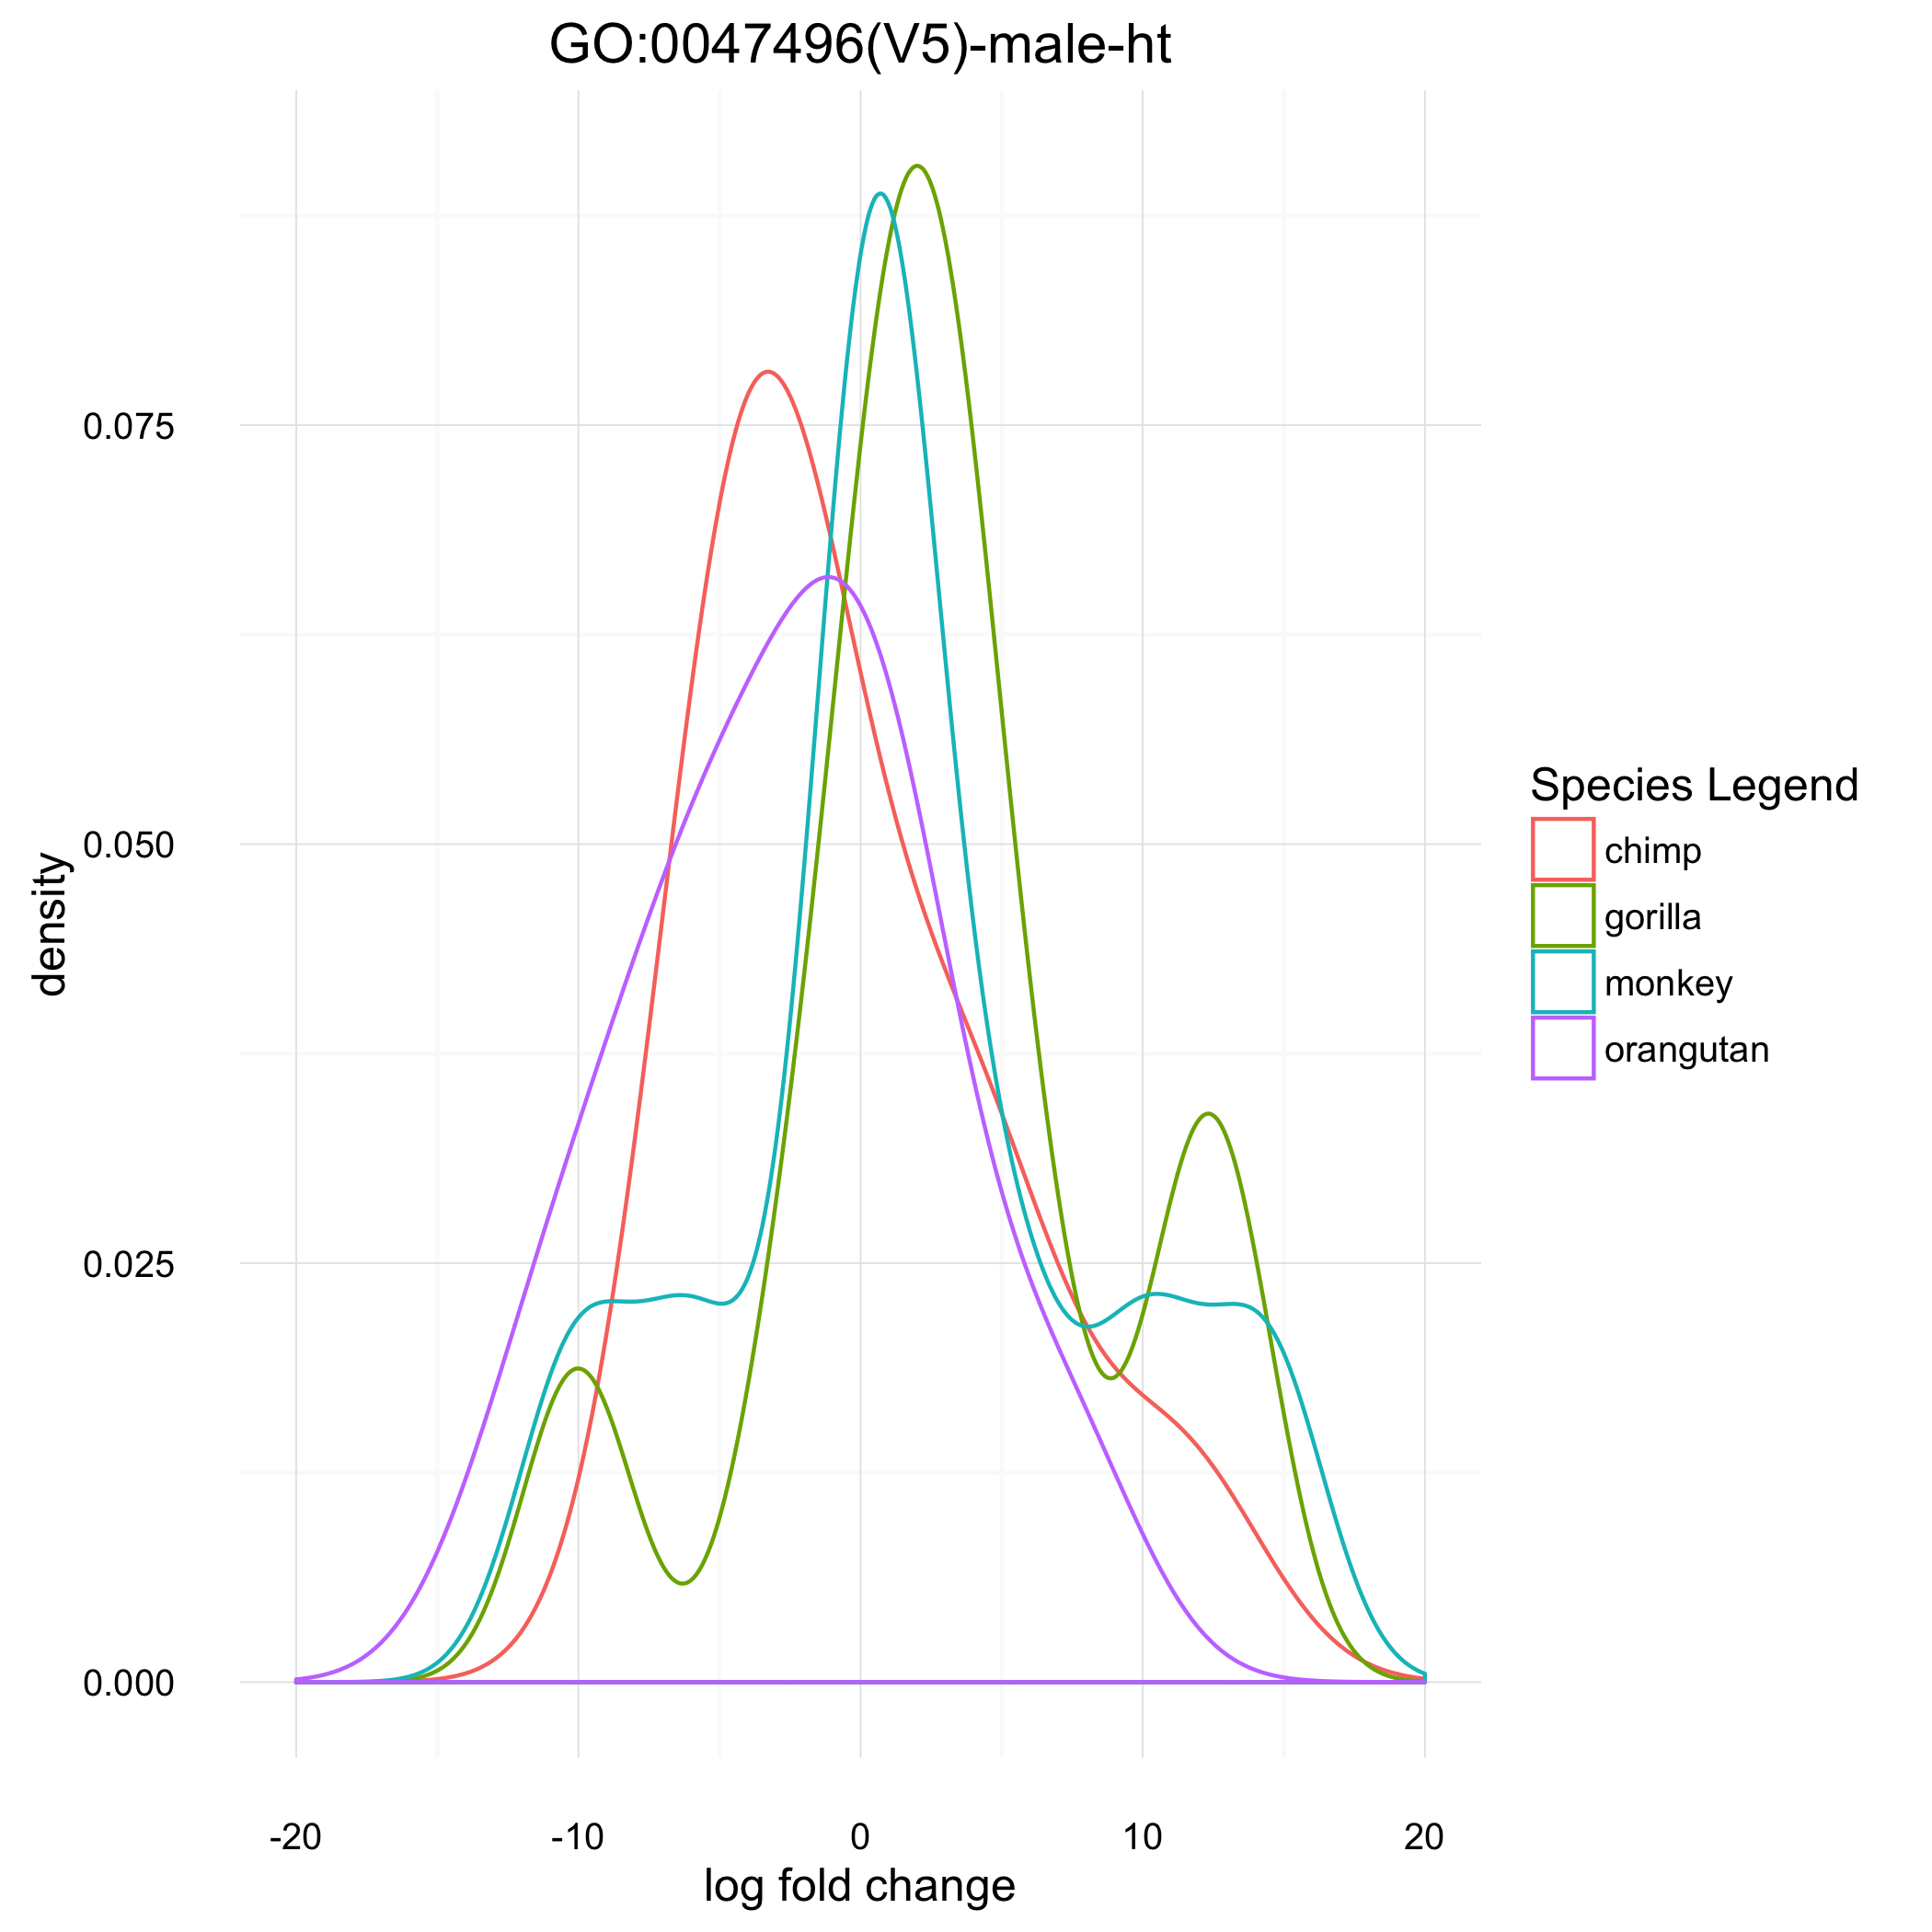 GO:0047496(V5)-male-ht
0.075
0.050
0.025
0.000
density
-20 -10 0 10 20
log fold change
Species Legend
chimp
gorilla
monkey
orangutan